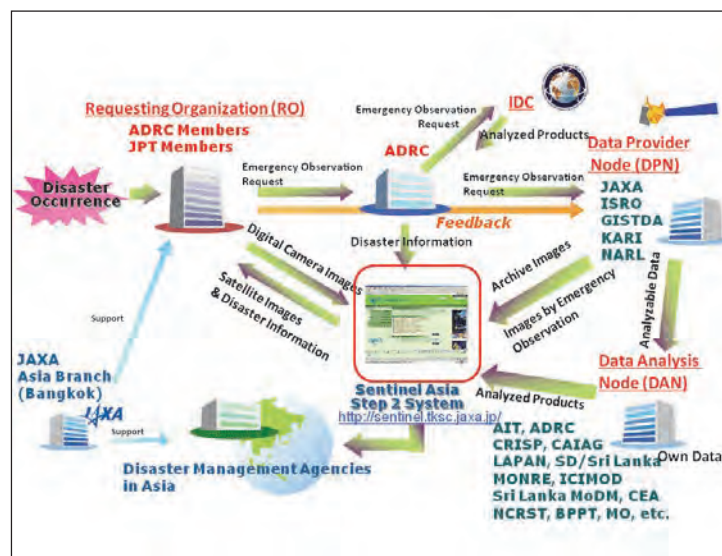 Requesting Organization (RO)
ADRC Members
JPT Members
Disaster
Occurrence
Emergency Observation
Request
ADRC
Emergency Observation
Request
IDC
Analyzed Products
Emergency Observation
Request
Feedback
Data Provider
Node (DPN)
JAXA
ISRO
GISTDA
KARI
NARL
Disaster Information
Digital Camera Images
Satellite Images
& Disaster Information
Archive Images
Images by Emergency
Observation
Analyzable Data
Support
JAXA
Asia Branch
(Bangkok)
JAXA
Support
Sentinel Asia
Step 2 System
http://sentinel.tksc.jaxa.jp/
Analyzed Products
Data Analysis
Node (DAN)
Own Data
AIT, ADRC
CRISP, CAIAG
LAPAN, SD/Sri Lanka
MONRE, ICIMOD
Sri Lanka MoDM, CEA
NCRST, BPPT, MO, etc.
Disaster Management Agencies
in Asia